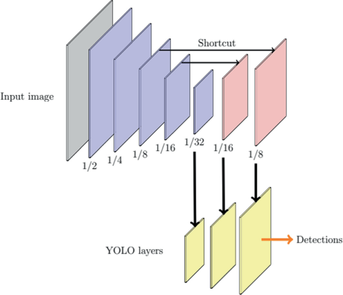 Shortcut
Input image
1/2
1/4
1/8
1/16
1/32
1/16
1/8
YOLO layers
Detections